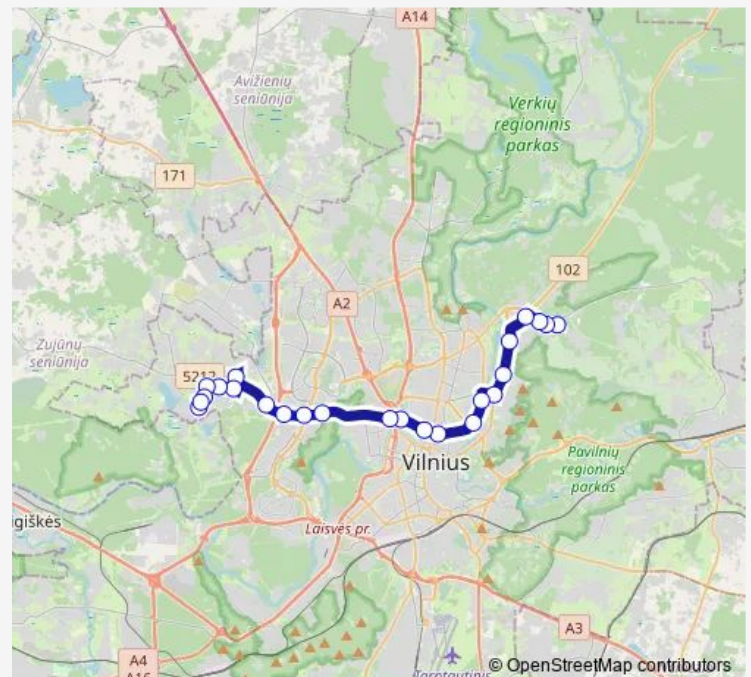 A14
Avižienių
seniūnija
Verkių
regioninis
parkas
171
102
A2
Zujūnų
seniūnija
Vilnius
Pavilnių
regioninis
parkas
igiškės
Laisvės pr.
A3
A4
© OpenStreetMap contributors